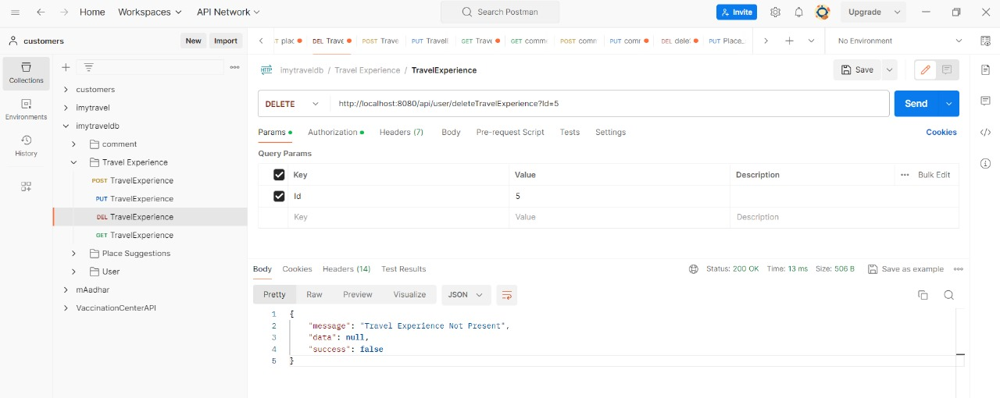 Home Workspaces API Network Search Postman Invite Upgrade
customers New Import
plac DEL Trave POST Trave PUT Travell GET Trave GET comme POST comm PUT comr DEL dele PUT Place... No Environment
Collections
Environments
History
customers
imytravel
imytraveldb
comment
Travel Experience
POST TravelExperience
PUT TravelExperience
DEL TravelExperience
GET TravelExperience
Place Suggestions
User
mAadhar
VaccinationCenterAPI
HTTP imytraveldb / Travel Experience / TravelExperience Save
DELETE http://localhost:8080/api/user/deleteTravelExperience?Id=5 Send
Params Authorization Headers (7) Body Pre-request Script Tests Settings Cookies
Query Params
Key Value Description Bulk Edit
Id 5
Key Value Description
Body Cookies Headers (14) Test Results Status: 200 OK Time: 13 ms Size: 506 B Save as example
Pretty Raw Preview Visualize JSON
1 {
2 "message": "Travel Experience Not Present",
3 "data": null,
4 "success": false
5 }